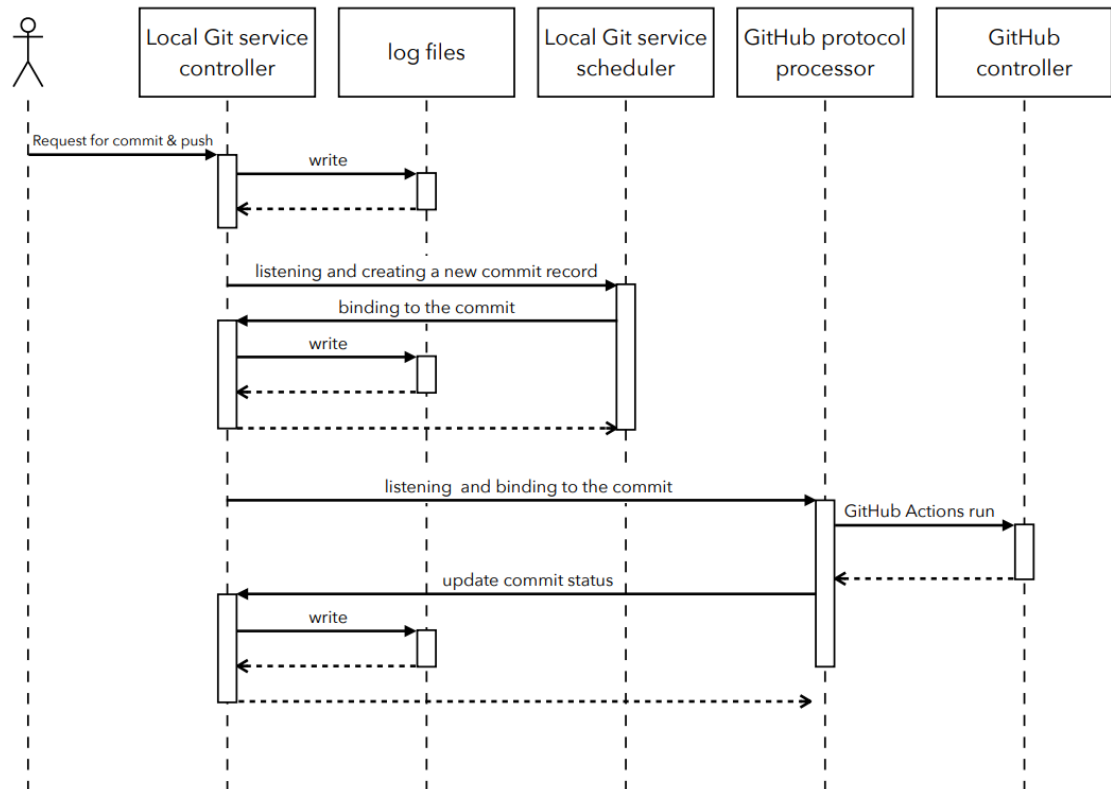 Local Git service
controller
log files
Local Git service
scheduler
GitHub protocol
processor
GitHub
controller
Request for commit & push
write
listening and creating a new commit record
binding to the commit
write
listening  and binding to the commit
GitHub Actions run
update commit status
write